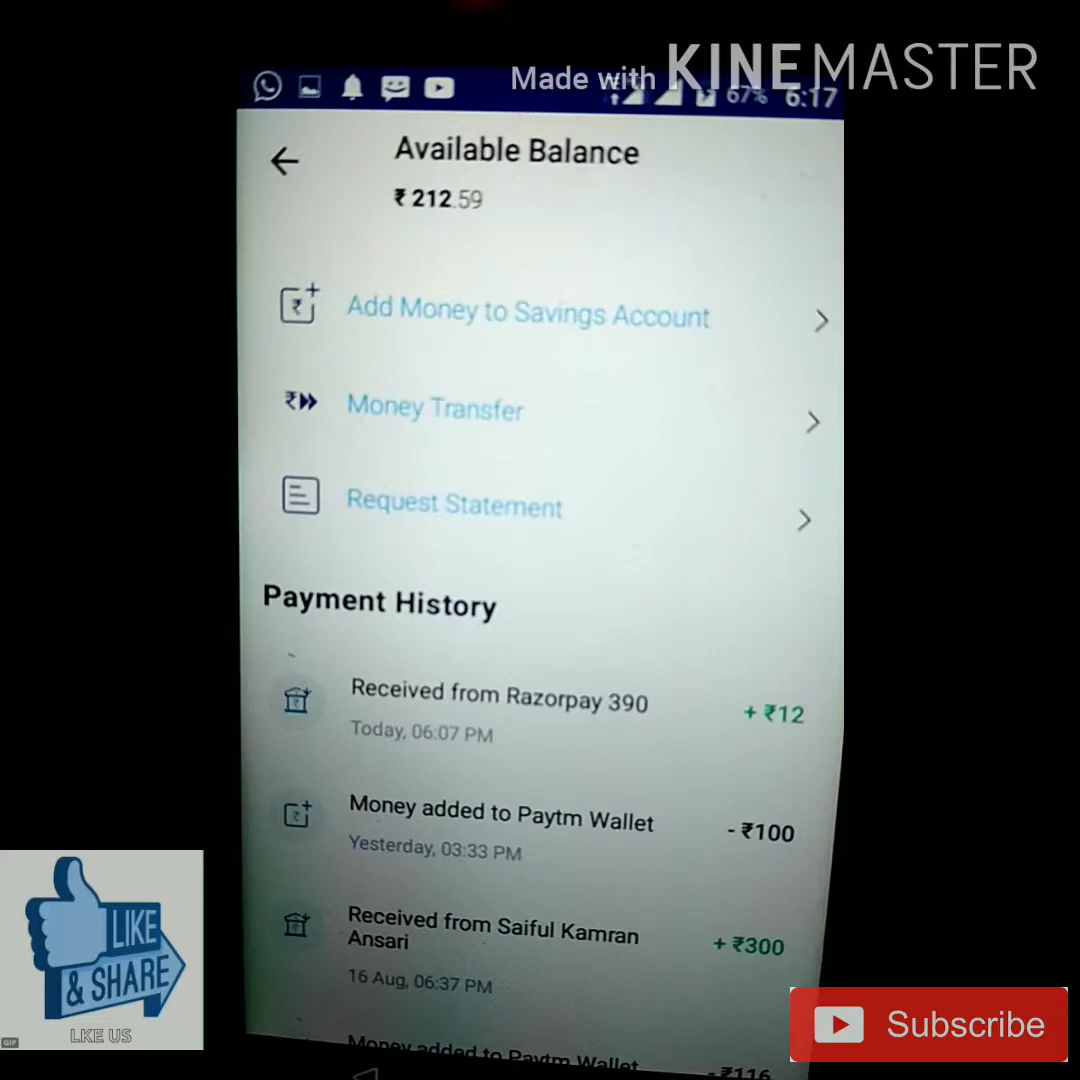 Made with KINEMASTER
67% 6:17
Available Balance
₹ 212.59
Add Money to Savings Account
Money Transfer
Request Statement
Payment History
Received from Razorpay 390
+ ₹12
Today, 06:07 PM
Money added to Paytm Wallet
- ₹100
Yesterday, 03:33 PM
Received from Saiful Kamran
Ansari
+ ₹300
16 Aug, 06:37 PM
Money added to Paytm Wallet
- ₹116
LIKE
& SHARE
LKE US
GIF
Subscribe